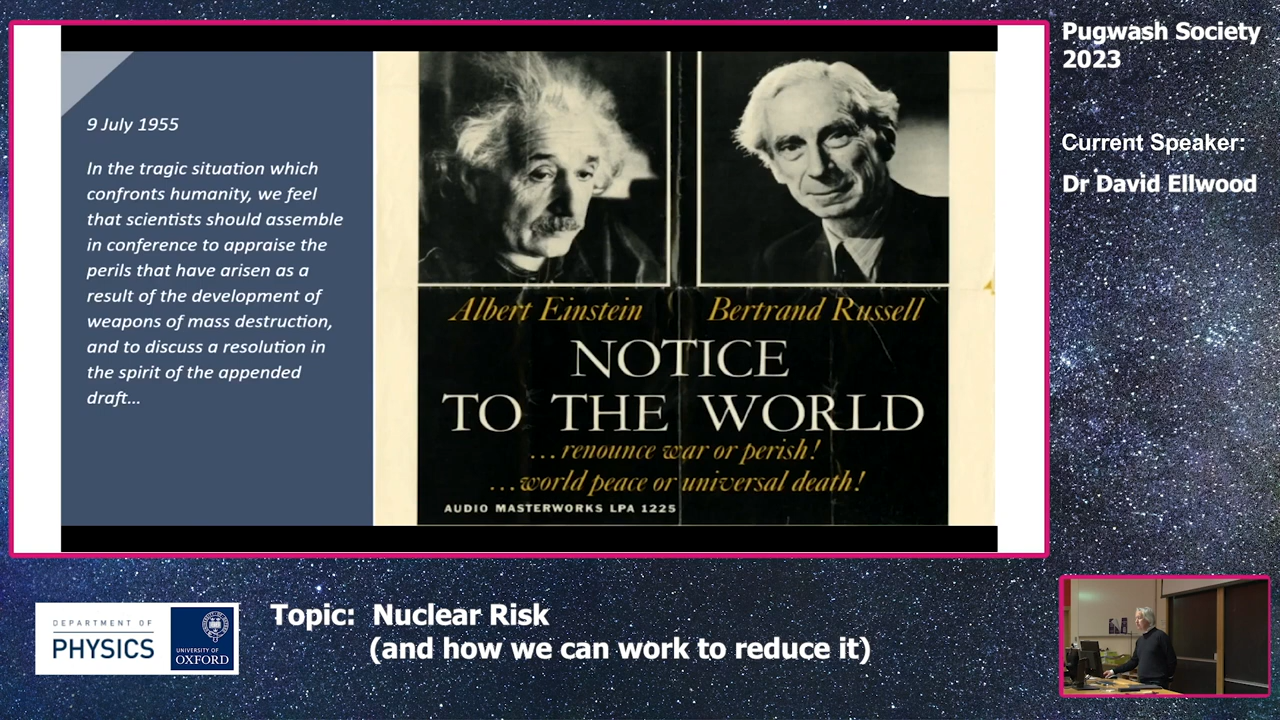 9 July 1955
In the tragic situation which
confronts humanity, we feel
that scientists should assemble
in conference to appraise the
perils that have arisen as a
result of the development of
weapons of mass destruction,
and to discuss a resolution in
the spirit of the appended
draft...
Albert Einstein
Bertrand Russell
NOTICE
TO THE WORLD
...renounce war or perish!
...world peace or universal death!
AUDIO MASTERWORKS LPA 1225
Pugwash Society
2023
Current Speaker:
Dr David Ellwood
DEPARTMENT OF
PHYSICS
UNIVERSITY OF
OXFORD
Topic: Nuclear Risk
(and how we can work to reduce it)